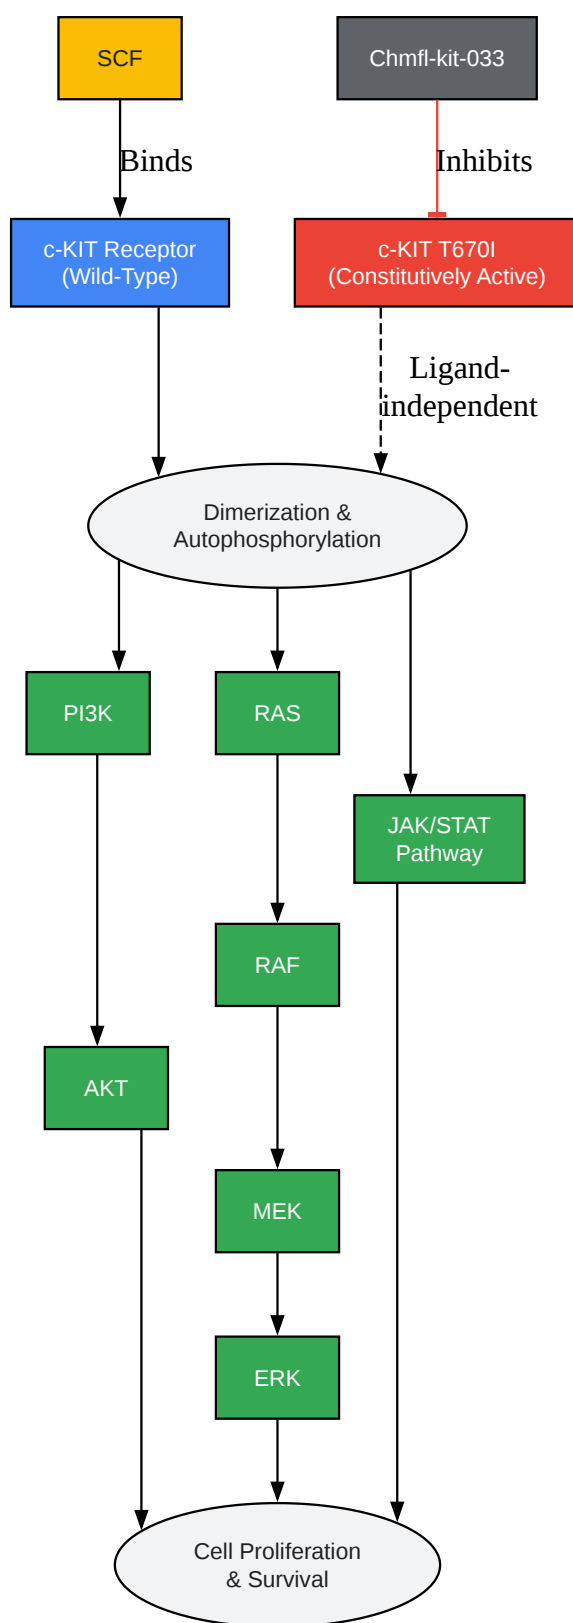 SCF
Chmfl-kit-033
Binds
Inhibits
c-KIT Receptor
(Wild-Type)
c-KIT T670I
(Constitutively Active)
Ligand-
independent
Dimerization &
Autophosphorylation
PI3K
RAS
JAK/STAT
Pathway
RAF
AKT
MEK
ERK
Cell Proliferation
& Survival